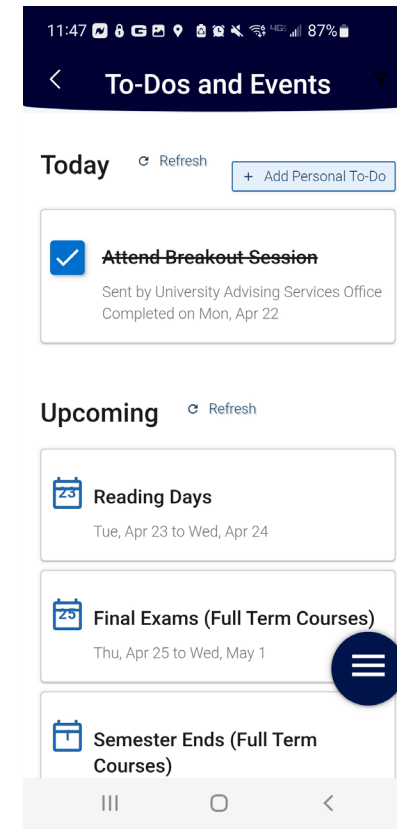 11:47
4G
87%
To-Dos and Events
Today
Refresh
+ Add Personal To-Do
Attend Breakout Session
Sent by University Advising Services Office
Completed on Mon, Apr 22
Upcoming
Refresh
23
Reading Days
Tue, Apr 23 to Wed, Apr 24
25
Final Exams (Full Term Courses)
Thu, Apr 25 to Wed, May 1
1
Semester Ends (Full Term
Courses)